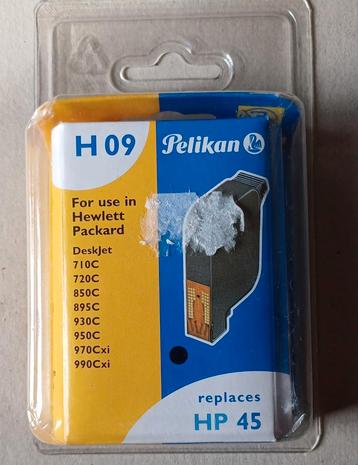 H 09
Pelikan
For use in
Hewlett
Packard
DeskJet
710C
720C
850C
895C
930C
950C
970Cxi
990Cxi
replaces
HP 45